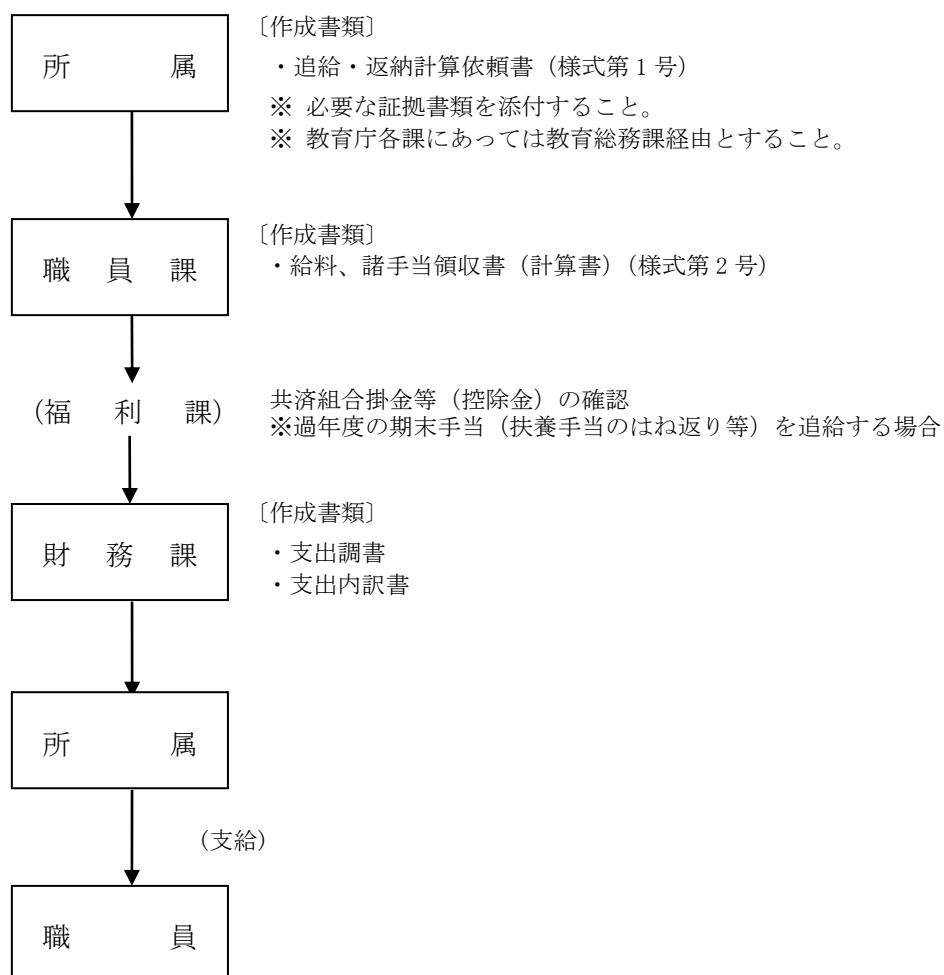 所　　　属
〔作成書類〕
・追給・返納計算依頼書（様式第１号）
※ 必要な証拠書類を添付すること。
※ 教育庁各課にあっては教育総務課経由とすること。
職　員　課
〔作成書類〕
・給料、諸手当領収書（計算書）（様式第２号）
（福　利　課）
共済組合掛金等（控除金）の確認
※過年度の期末手当（扶養手当のはね返り等）を追給する場合
財　務　課
〔作成書類〕
・支出調書
・支出内訳書
所　　　属
（支給）
職　　　員